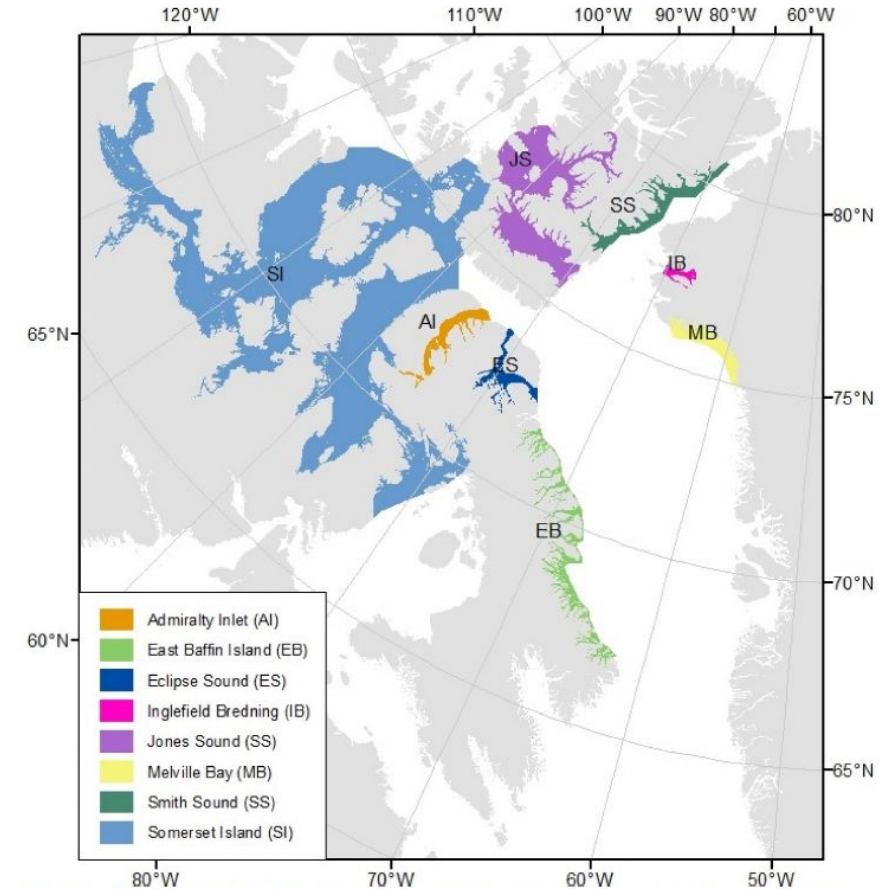 120°W 110°W 100°W 90°W 80°W 60°W
JS
SS
80°N
IB
SI
AI
MB
65°N
ES
75°N
EB
70°N
Admiralty Inlet (AI)
60°N
East Baffin Island (EB)
Eclipse Sound (ES)
Inglefield Bredning (IB)
Jones Sound (SS)
Melville Bay (MB)
65°N
Smith Sound (SS)
Somerset Island (SI)
80°W 70°W 60°W 50°W